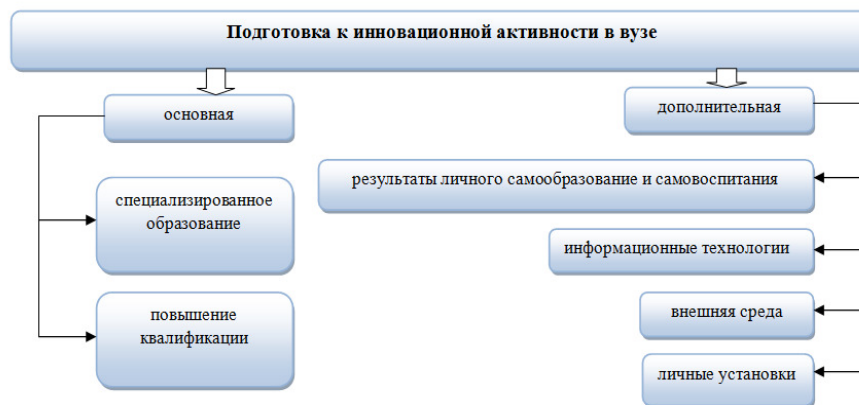 Подготовка к инновационной активности в вузе
основная
дополнительная
специализированное
образование
повышение
квалификации
результаты личного самообразование и самовоспитания
информационные технологии
внешняя среда
личные установки